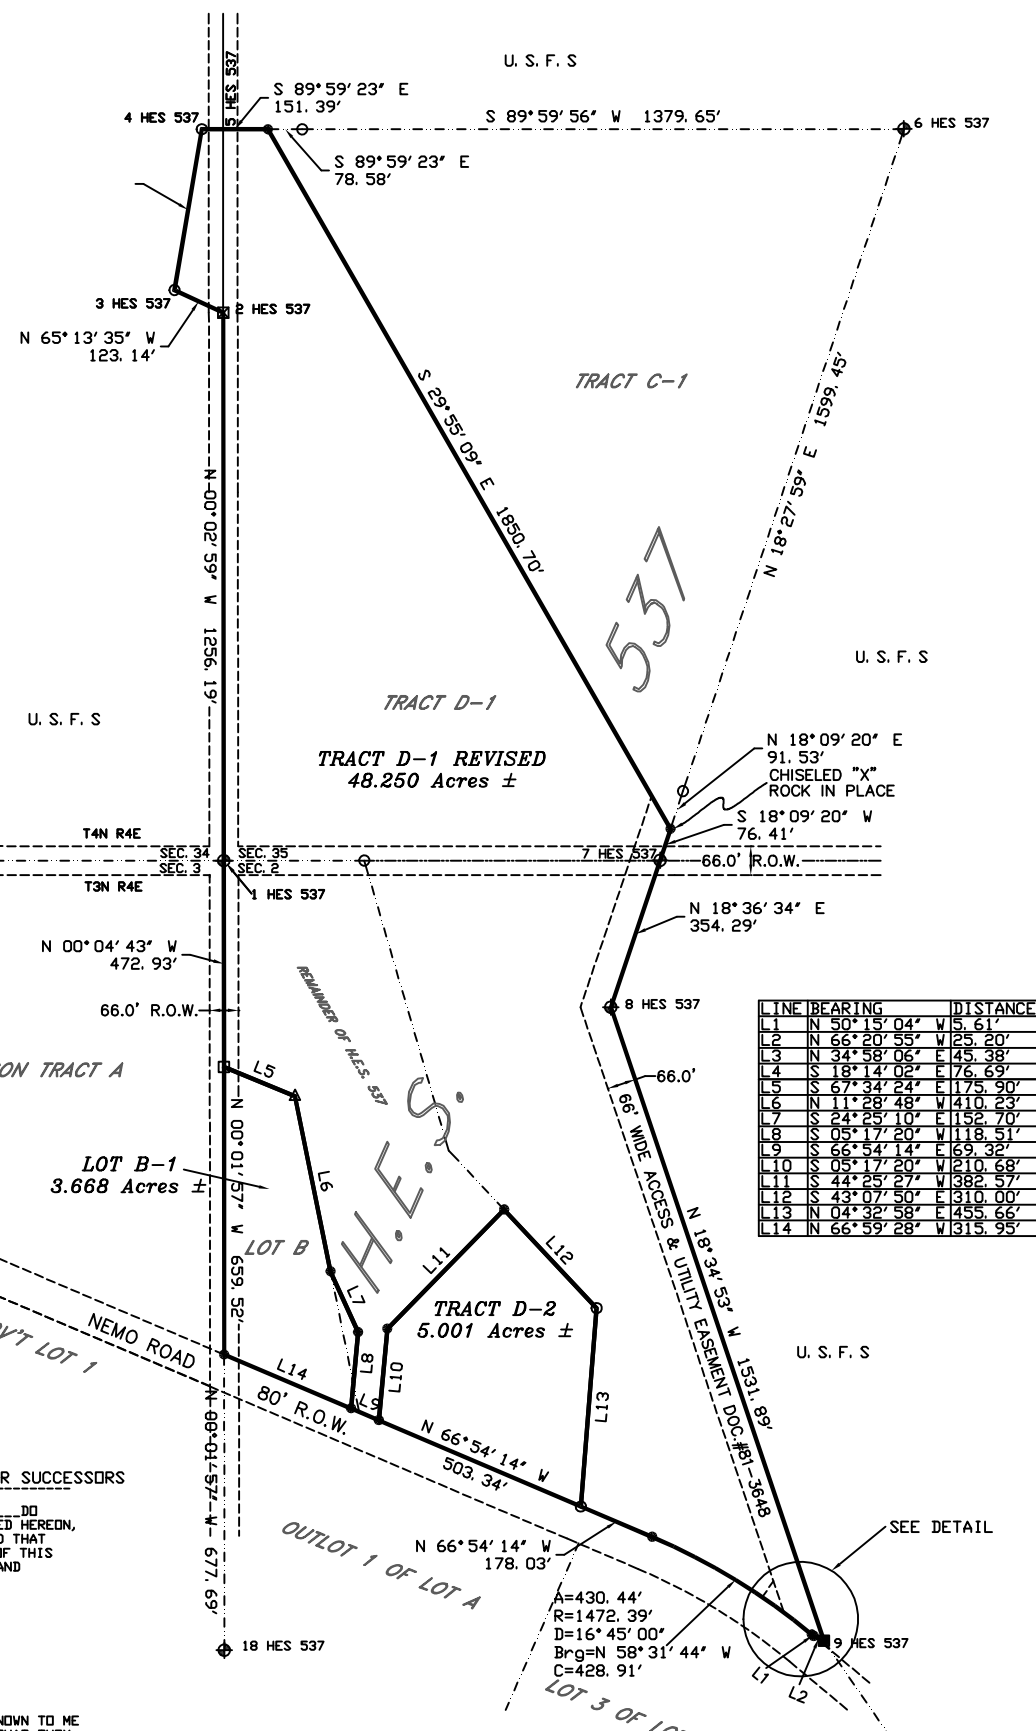 U. S. F. S
5 HES 537
S 89°59′23″ E
151. 39′
4 HES 537
S 89°59′56″ W 1379. 65′
6 HES 537
S 89°59′23″ E
78. 58′
3 HES 537
2 HES 537
N 65°13′35″ W
123. 14′
S 29°55′09″ E 1850. 70′
TRACT C-1
N 18°27′59″ E 1599. 45′
N 00°02′59″ W 1256. 19′
537
U. S. F. S
U. S. F. S
TRACT D-1
TRACT D-1 REVISED
48.250 Acres ±
N 18°09′20″ E
91. 53′
CHISELED "X"
ROCK IN PLACE
S 18°09′20″ W
76. 41′
T4N R4E
SEC. 34
SEC. 35
7 HES 537
66.0′ R.O.W.
SEC. 3
SEC. 2
T3N R4E
1 HES 537
N 18°36′34″ E
354. 29′
N 00°04′43″ W
472. 93′
REMAINDER OF H.E.S. 537
66.0′ R.O.W.
8 HES 537
LINE BEARING DISTANCE
L1 N 50°15′04″ W 5. 61′
L2 N 66°20′55″ W 25. 20′
L3 N 34°58′06″ E 45. 38′
L4 S 18°14′02″ E 76. 69′
L5 S 67°34′24″ E 175. 90′
L6 N 11°28′48″ W 410. 23′
L7 S 24°25′10″ E 152. 70′
L8 S 05°17′20″ W 118. 51′
L9 S 66°54′14″ E 69. 32′
L10 S 05°17′20″ W 210. 68′
L11 S 44°25′27″ W 382. 57′
L12 S 43°07′50″ E 310. 00′
L13 N 04°32′58″ E 455. 66′
L14 N 66°59′28″ W 315. 95′
ON TRACT A
L5
66.0′
66′ WIDE ACCESS & UTILITY EASEMENT DOC.#81-3648
N 00°01′57″ W 659. 52′
H.E.S.
LOT B-1
3.668 Acres ±
L6
LOT B
L11
L12
N 18°34′53″ W 1531. 89′
L7
TRACT D-2
5.001 Acres ±
NEMO ROAD
V'T LOT 1
U. S. F. S
L14
L8
L10
80′ R.O.W.
L9
L13
N 66°54′14″ W
503. 34′
N 00°01′57″ W 677. 69′
R SUCCESSORS
DO
ED HEREON,
D THAT
IF THIS
AND
OUTLOT 1 OF LOT A
SEE DETAIL
N 66°54′14″ W
178. 03′
A=430. 44′
R=1472. 39′
D=16°45′00″
Brg=N 58°31′44″ W
C=428. 91′
18 HES 537
9 HES 537
L1
L2
LOT 3 OF
NOWN TO ME